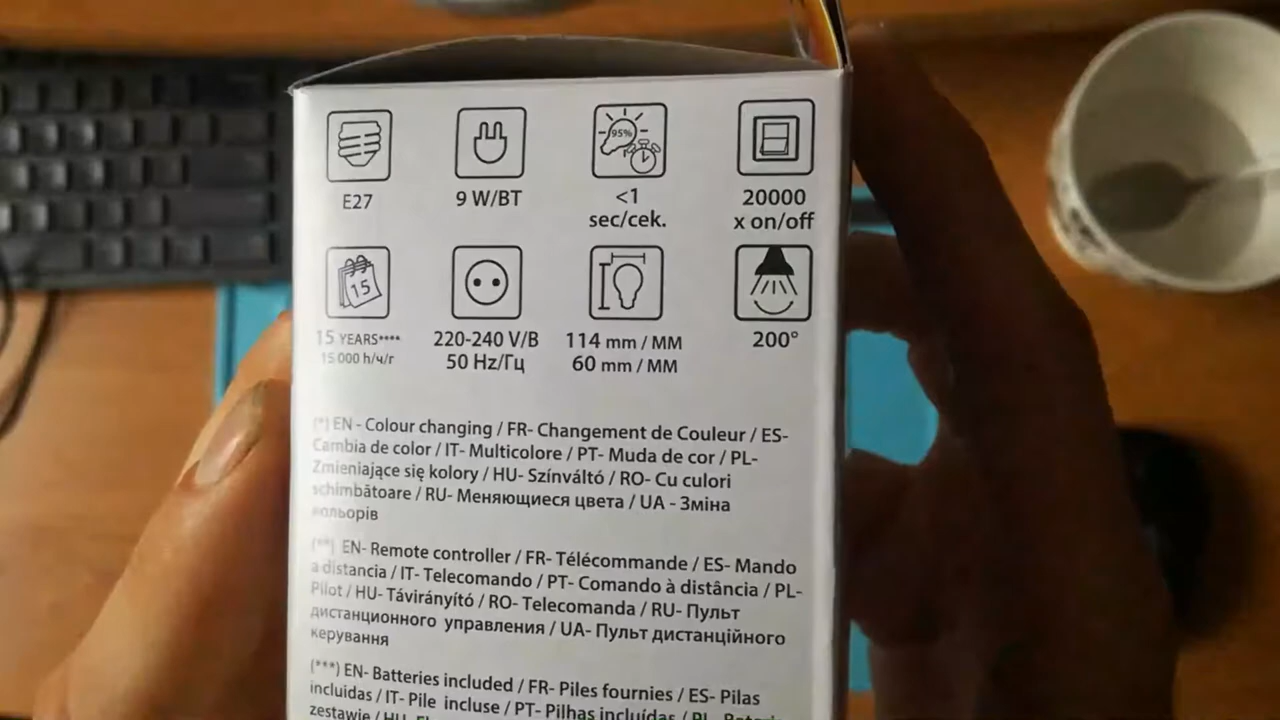 95%
E27
9 W/BT
<1
sec/сек.
20000
x on/off
15
15 YEARS****
15 000 h/ч/г
220-240 V/B
50 Hz/Гц
114 mm / MM
60 mm / MM
200°
(*) EN - Colour changing / FR- Changement de Couleur / ES-
Cambia de color / IT- Multicolore / PT- Muda de cor / PL-
Zmieniające się kolory / HU- Színváltó / RO- Cu culori
schimbătoare / RU- Меняющиеся цвета / UA - Зміна
кольорів
(**) EN- Remote controller / FR- Télécommande / ES- Mando
a distancia / IT- Telecomando / PT- Comando à distância / PL-
Pilot / HU- Távirányító / RO- Telecomanda / RU- Пульт
дистанционного управления / UA- Пульт дистанційного
керування
(***) EN- Batteries included / FR- Piles fournies / ES- Pilas
incluidas / IT- Pile incluse / PT- Pilhas incluídas / PL-
zestawie / HU-